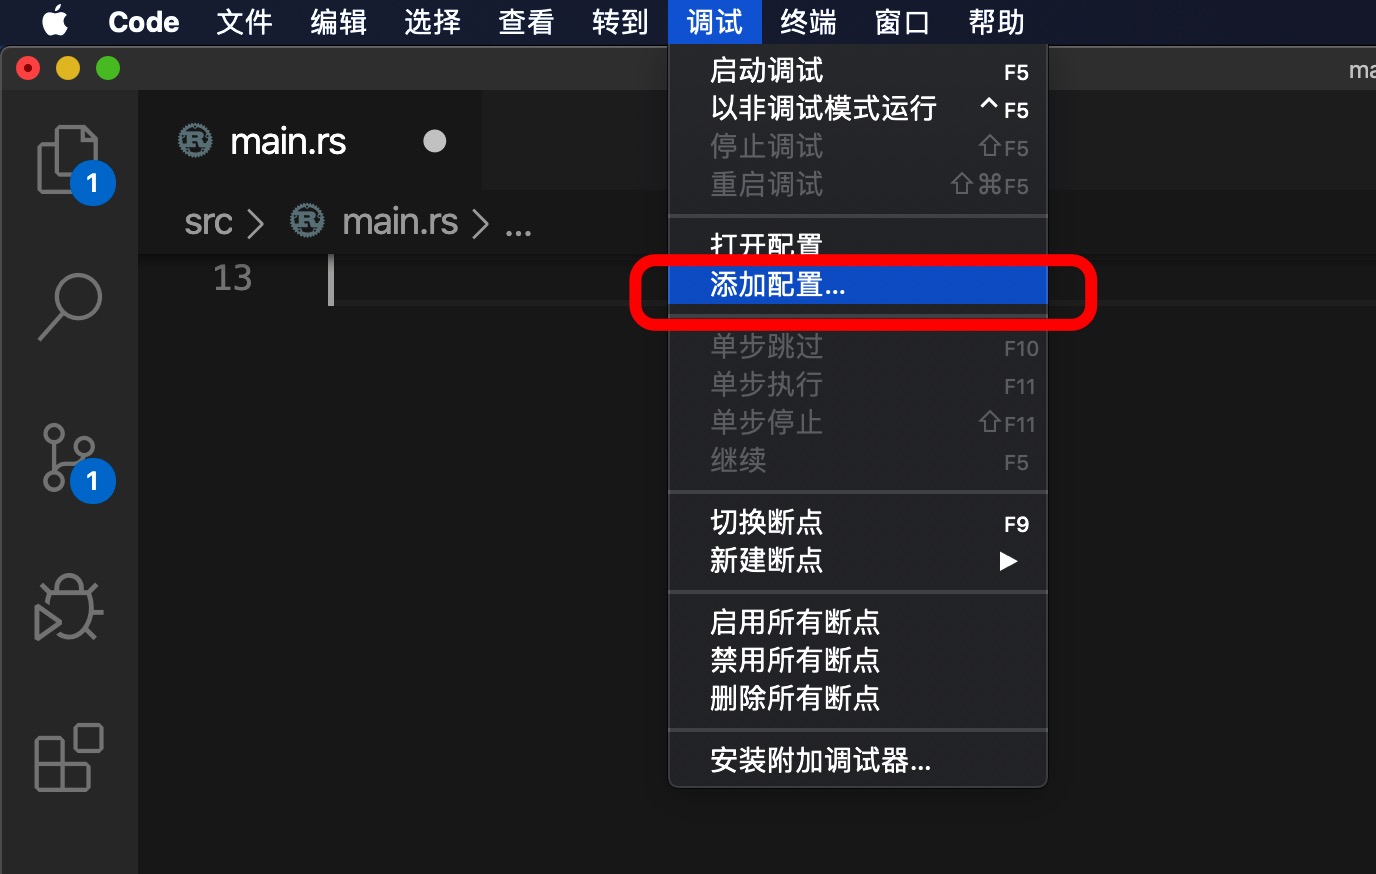 Code 文件 编辑 选择 查看 转到 调试 终端 窗口 帮助
ma
main.rs
src > main.rs > ...
13
1
1
启动调试 F5
以非调试模式运行 ^F5
停止调试 ⇧F5
重启调试 ⇧⌘F5
打开配置
添加配置...
单步跳过 F10
单步执行 F11
单步停止 ⇧F11
继续 F5
切换断点 F9
新建断点 ▶
启用所有断点
禁用所有断点
删除所有断点
安装附加调试器...